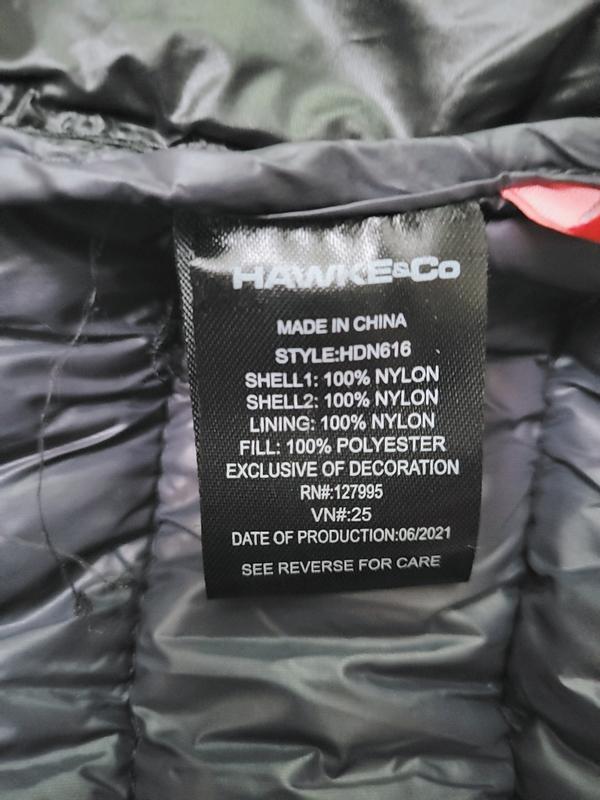 HAWKE&Co
MADE IN CHINA
STYLE:HDN616
SHELL1: 100% NYLON
SHELL2: 100% NYLON
LINING: 100% NYLON
FILL: 100% POLYESTER
EXCLUSIVE OF DECORATION
RN#:127995
VN#:25
DATE OF PRODUCTION:06/2021
SEE REVERSE FOR CARE